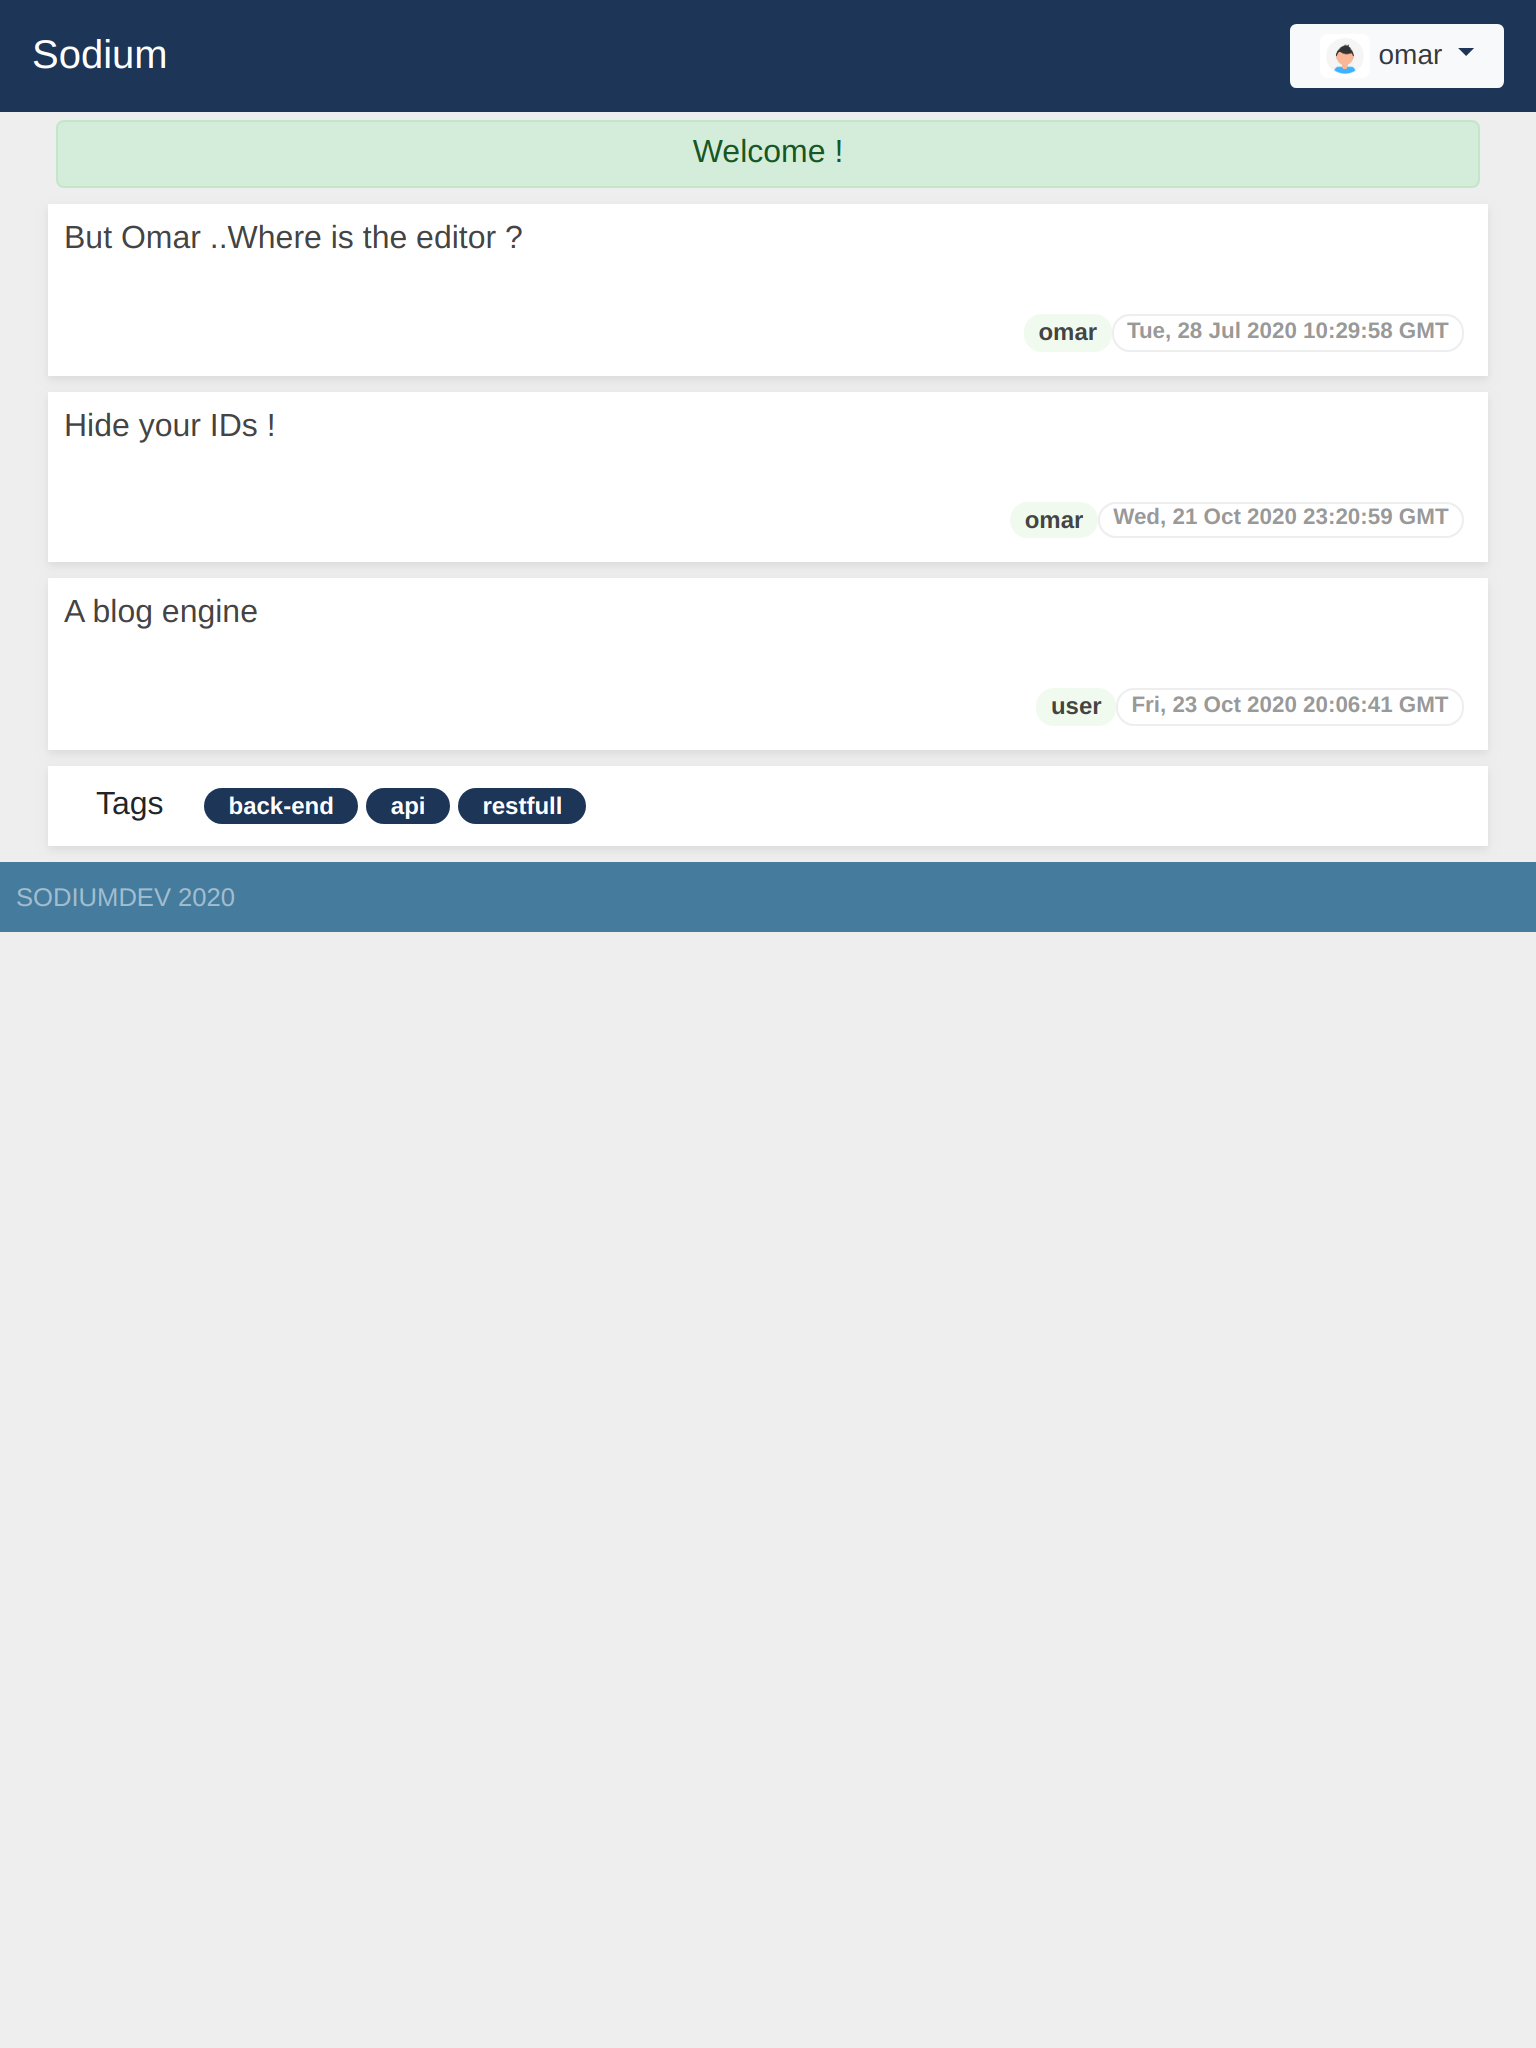 Sodium
omar
Welcome !
But Omar ..Where is the editor ?
omar Tue, 28 Jul 2020 10:29:58 GMT
Hide your IDs !
omar Wed, 21 Oct 2020 23:20:59 GMT
A blog engine
user Fri, 23 Oct 2020 20:06:41 GMT
Tags back-end api restfull
SODIUMDEV 2020